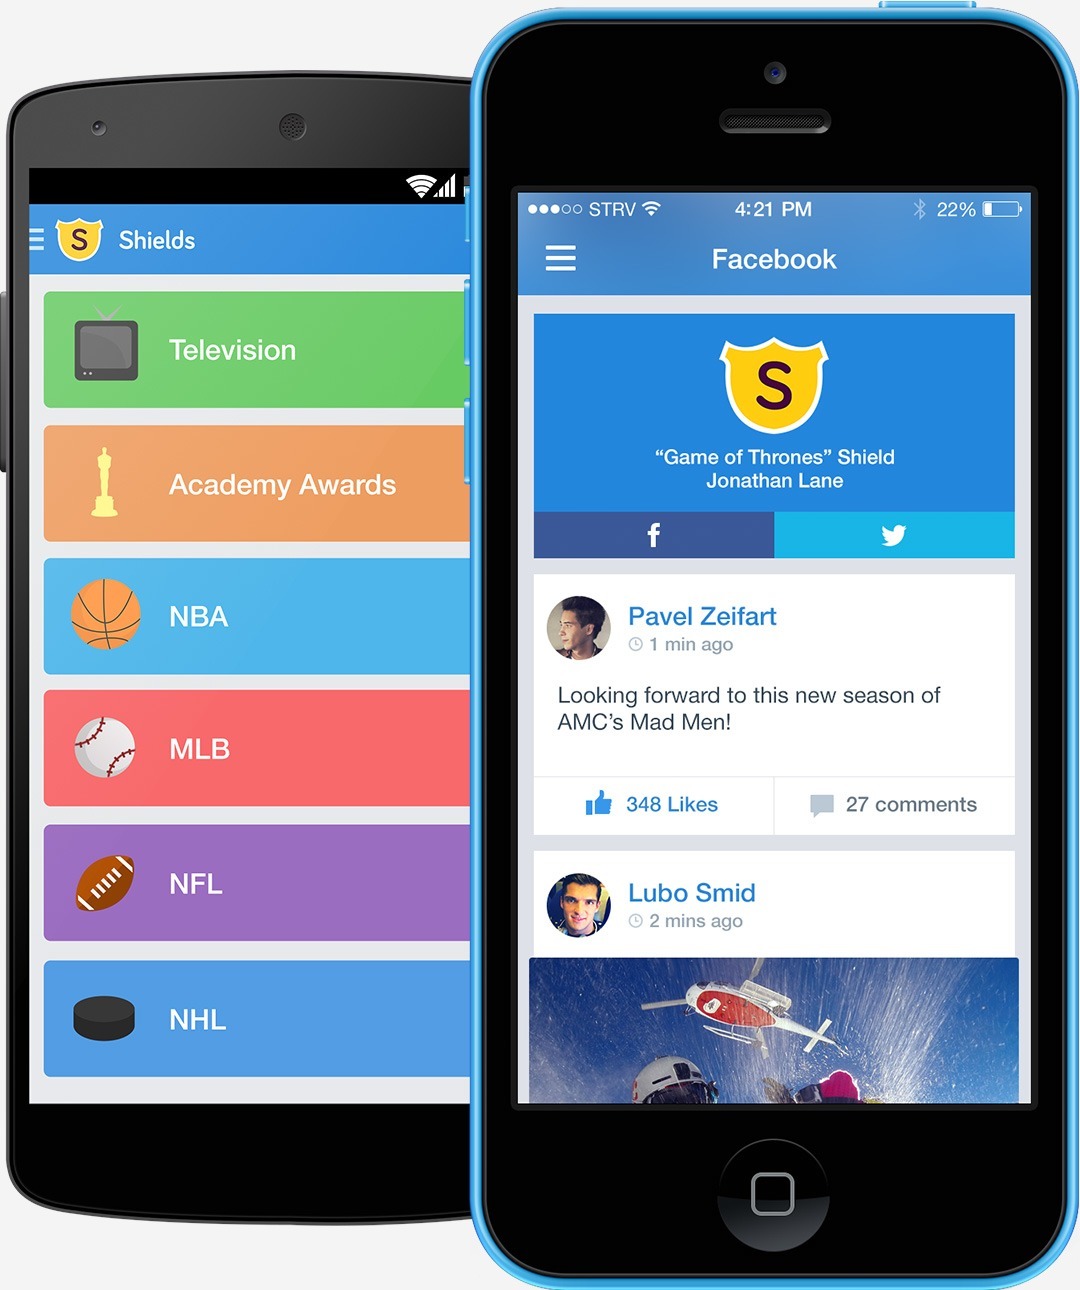 S
Shields
Television
Academy Awards
NBA
MLB
NFL
NHL
STRV
4:21 PM
22%
Facebook
S
“Game of Thrones” Shield
Jonathan Lane
f
Pavel Zeifart
1 min ago
Looking forward to this new season of
AMC’s Mad Men!
348 Likes
27 comments
Lubo Smid
2 mins ago